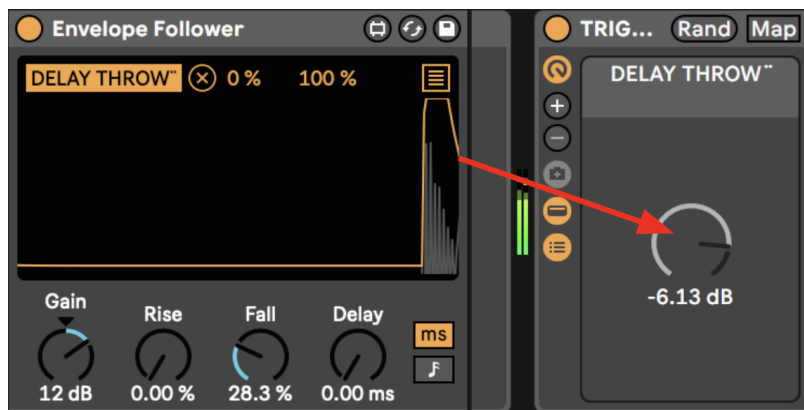 Envelope Follower
DELAY THROW¨ 0 % 100 %
Gain
Rise
Fall
Delay
12 dB
0.00 %
28.3 %
0.00 ms
ms
TRIG... Rand Map
DELAY THROW¨
-6.13 dB